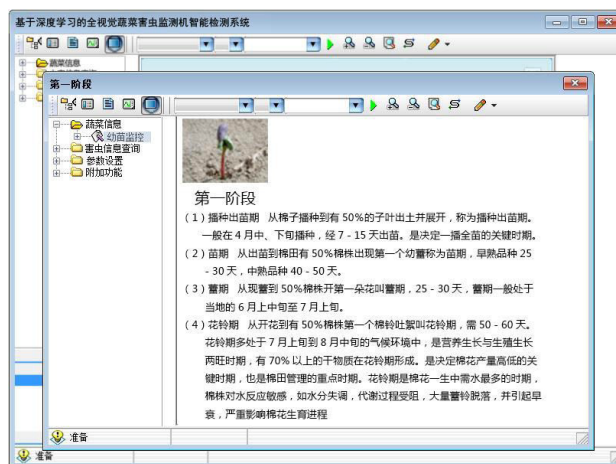 基于深度学习的全视觉蔬菜害虫监测机智能检测系统
蔬菜信息
第一阶段
蔬菜信息
幼苗监控
害虫信息查询
参数设置
附加功能
第一阶段
（1）播种出苗期 从棉子播种到有50%的子叶出土并展开，称为播种出苗期。
一般在4月中、下旬播种，经7 - 15天出苗。是决定一播全苗的关键时期。
（2）苗期 从出苗到棉田有50%棉株出现第一个幼蕾称为苗期，早熟品种25
- 30天，中熟品种40 - 50天。
（3）蕾期 从现蕾到50%棉株开第一朵花叫蕾期，25 - 30天，蕾期一般处于
当地的6月上中旬至7月上旬。
（4）花铃期 从开花到有50%棉株第一个棉铃吐絮叫花铃期，需50 - 60天。
花铃期多处于7月上旬到8月中旬的气候环境中，是营养生长与生殖生长
两旺时期，有70%以上的干物质在花铃期形成。是决定棉花产量高低的关
键时期，也是棉田管理的重点时期。花铃期是棉花一生中需水最多的时期，
棉株对水反应敏感，如水分失调，代谢过程受阻，大量蕾铃脱落，并引起早
衰，严重影响棉花生育进程
准备
准备